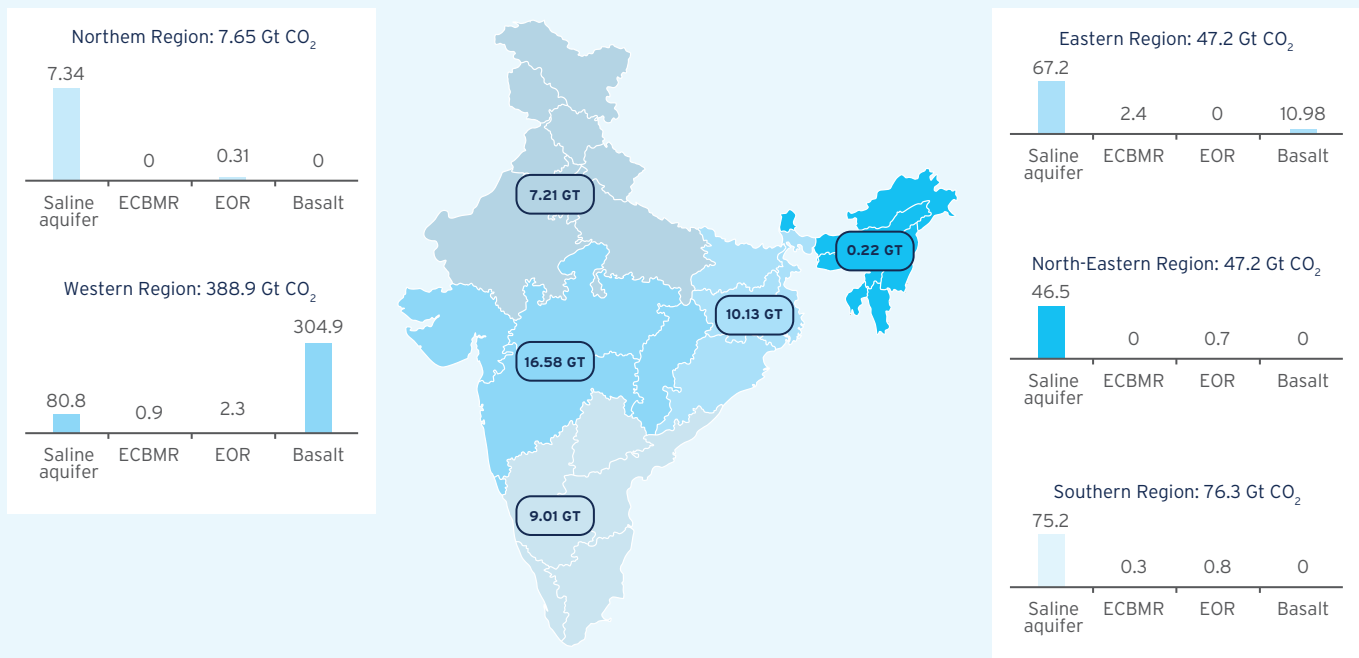 Northem Region: 7.65 Gt CO2
7.34
0
0.31
0
Saline aquifer
ECBMR
EOR
Basalt
Western Region: 388.9 Gt CO2
80.8
0.9
2.3
304.9
Saline aquifer
ECBMR
EOR
Basalt
7.21 GT
0.22 GT
10.13 GT
16.58 GT
9.01 GT
Eastern Region: 47.2 Gt CO2
67.2
2.4
0
10.98
Saline aquifer
ECBMR
EOR
Basalt
North-Eastern Region: 47.2 Gt CO2
46.5
0
0.7
0
Saline aquifer
ECBMR
EOR
Basalt
Southern Region: 76.3 Gt CO2
75.2
0.3
0.8
0
Saline aquifer
ECBMR
EOR
Basalt